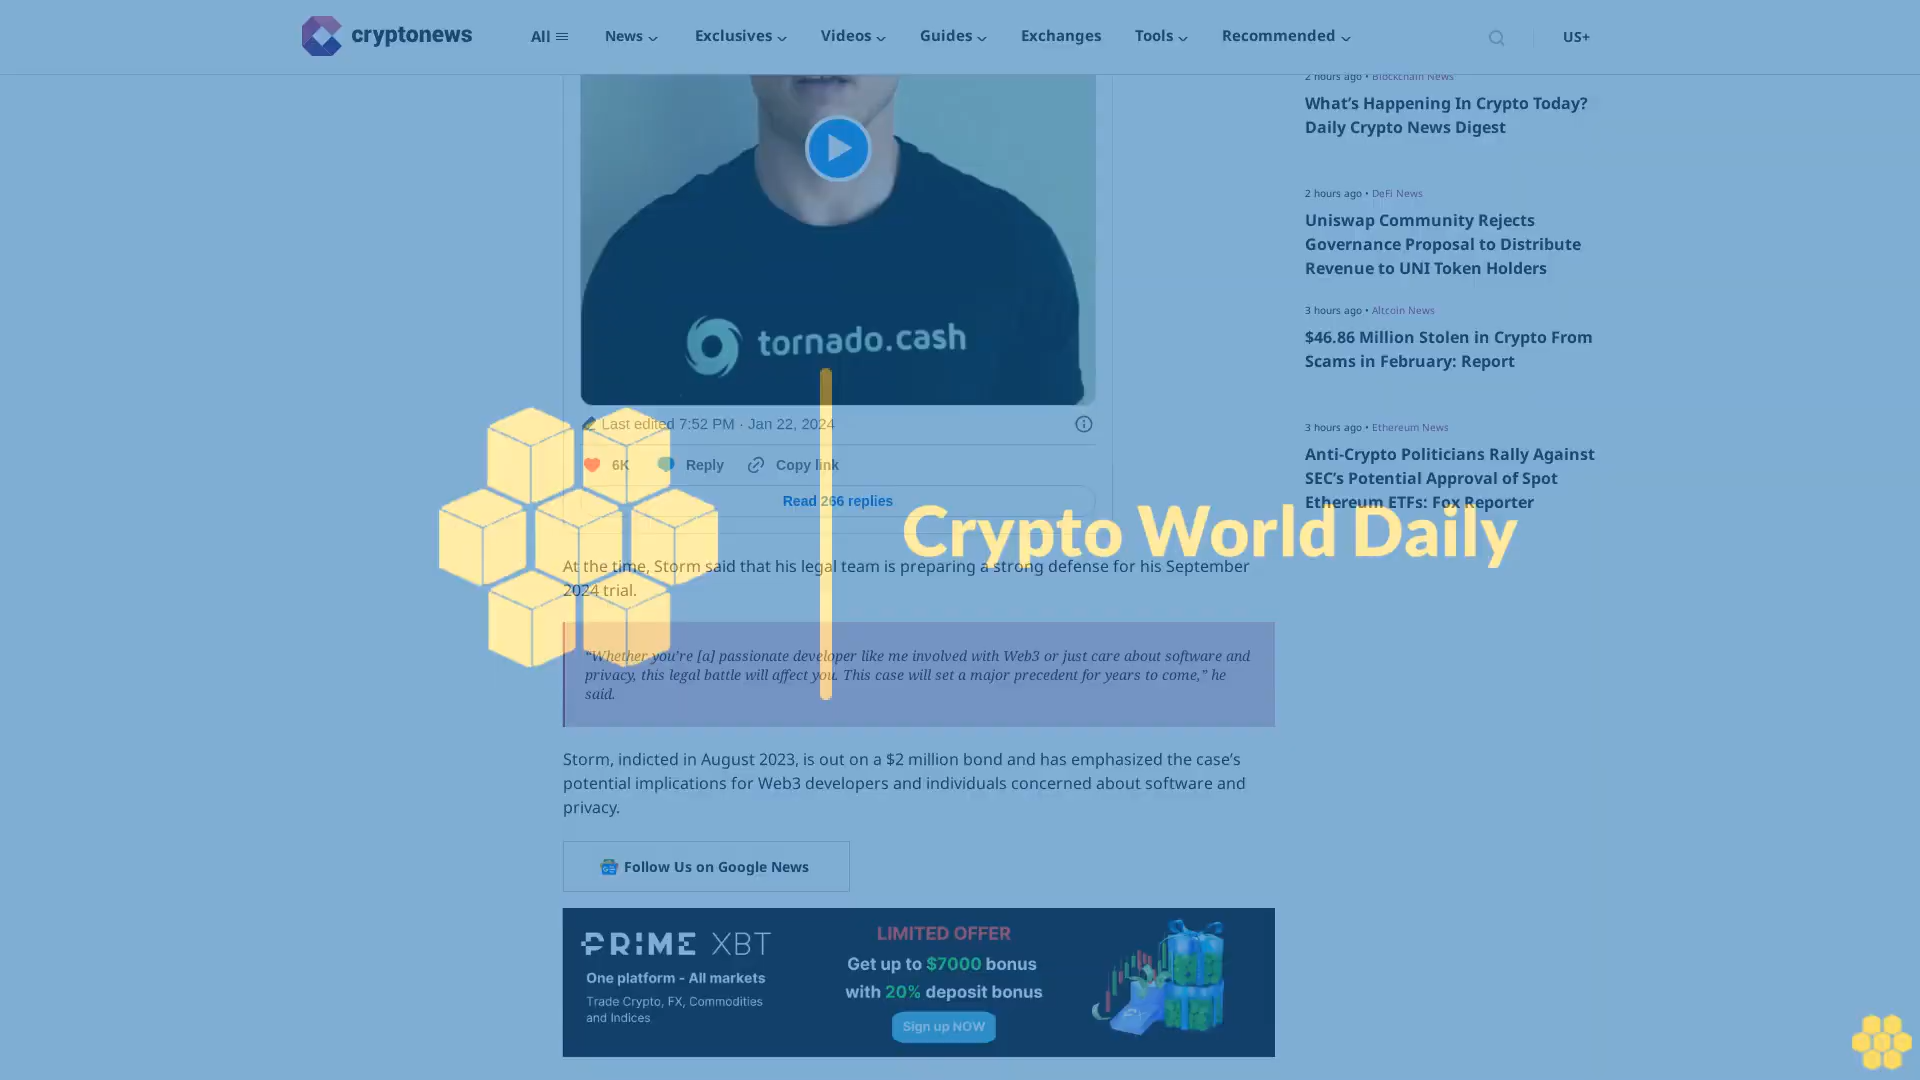 cryptonews
All
News
Exclusives
Videos
Guides
Exchanges
Tools
Recommended
US+
2 hours ago • Blockchain News
What's Happening In Crypto Today?
Daily Crypto News Digest
2 hours ago • DeFi News
Uniswap Community Rejects
Governance Proposal to Distribute
Revenue to UNI Token Holders
3 hours ago • Altcoin News
$46.86 Million Stolen in Crypto From
Scams in February: Report
3 hours ago • Ethereum News
Anti-Crypto Politicians Rally Against
SEC's Potential Approval of Spot
Ethereum ETFs: Fox Reporter
tornado.cash
Last edited 7:52 PM · Jan 22, 2024
6K
Reply
Copy link
Read 266 replies
Crypto World Daily
At the time, Storm said that his legal team is preparing a strong defense for his September
2024 trial.
“Whether you're [a] passionate developer like me involved with Web3 or just care about software and
privacy, this legal battle will affect you. This case will set a major precedent for years to come,” he
said.
Storm, indicted in August 2023, is out on a $2 million bond and has emphasized the case's
potential implications for Web3 developers and individuals concerned about software and
privacy.
Follow Us on Google News
PRIME XBT
One platform - All markets
Trade Crypto, FX, Commodities
and Indices
LIMITED OFFER
Get up to $7000 bonus
with 20% deposit bonus
Sign up NOW